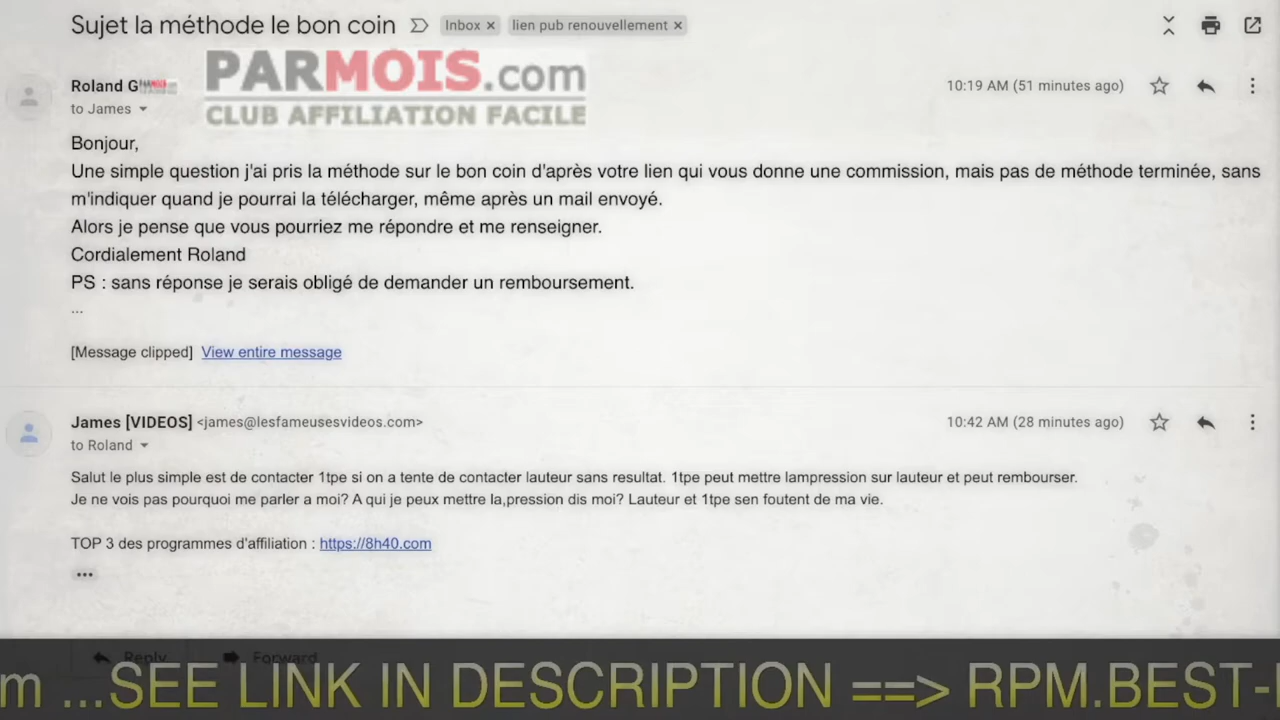 Sujet la méthode le bon coin Inbox × lien pub renouvellement ×
PARMOIS.com
CLUB AFFILIATION FACILE
Roland G 10:19 AM (51 minutes ago)
to James
Bonjour,
Une simple question j'ai pris la méthode sur le bon coin d'après votre lien qui vous donne une commission, mais pas de méthode terminée, sans
m'indiquer quand je pourrai la télécharger, même après un mail envoyé.
Alors je pense que vous pourriez me répondre et me renseigner.
Cordialement Roland
PS : sans réponse je serais obligé de demander un remboursement.
...
[Message clipped] View entire message
James [VIDEOS] <james@lesfameusesvideos.com> 10:42 AM (28 minutes ago)
to Roland
Salut le plus simple est de contacter 1tpe si on a tente de contacter lauteur sans resultat. 1tpe peut mettre lampression sur lauteur et peut rembourser.
Je ne vois pas pourquoi me parler a moi? A qui je peux mettre la,pression dis moi? Lauteur et 1tpe sen foutent de ma vie.
TOP 3 des programmes d'affiliation : https://8h40.com
...
Reply Forward
m ...SEE LINK IN DESCRIPTION ==> RPM.BEST-